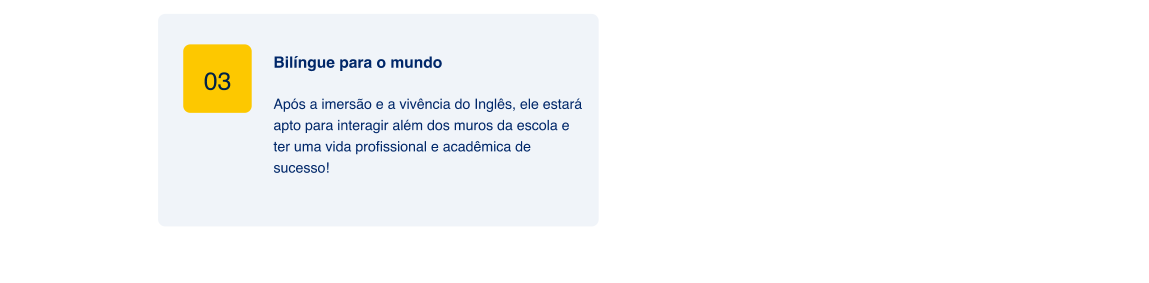 03
Bilíngue para o mundo
Após a imersão e a vivência do Inglês, ele estará
apto para interagir além dos muros da escola e
ter uma vida profissional e acadêmica de
sucesso!